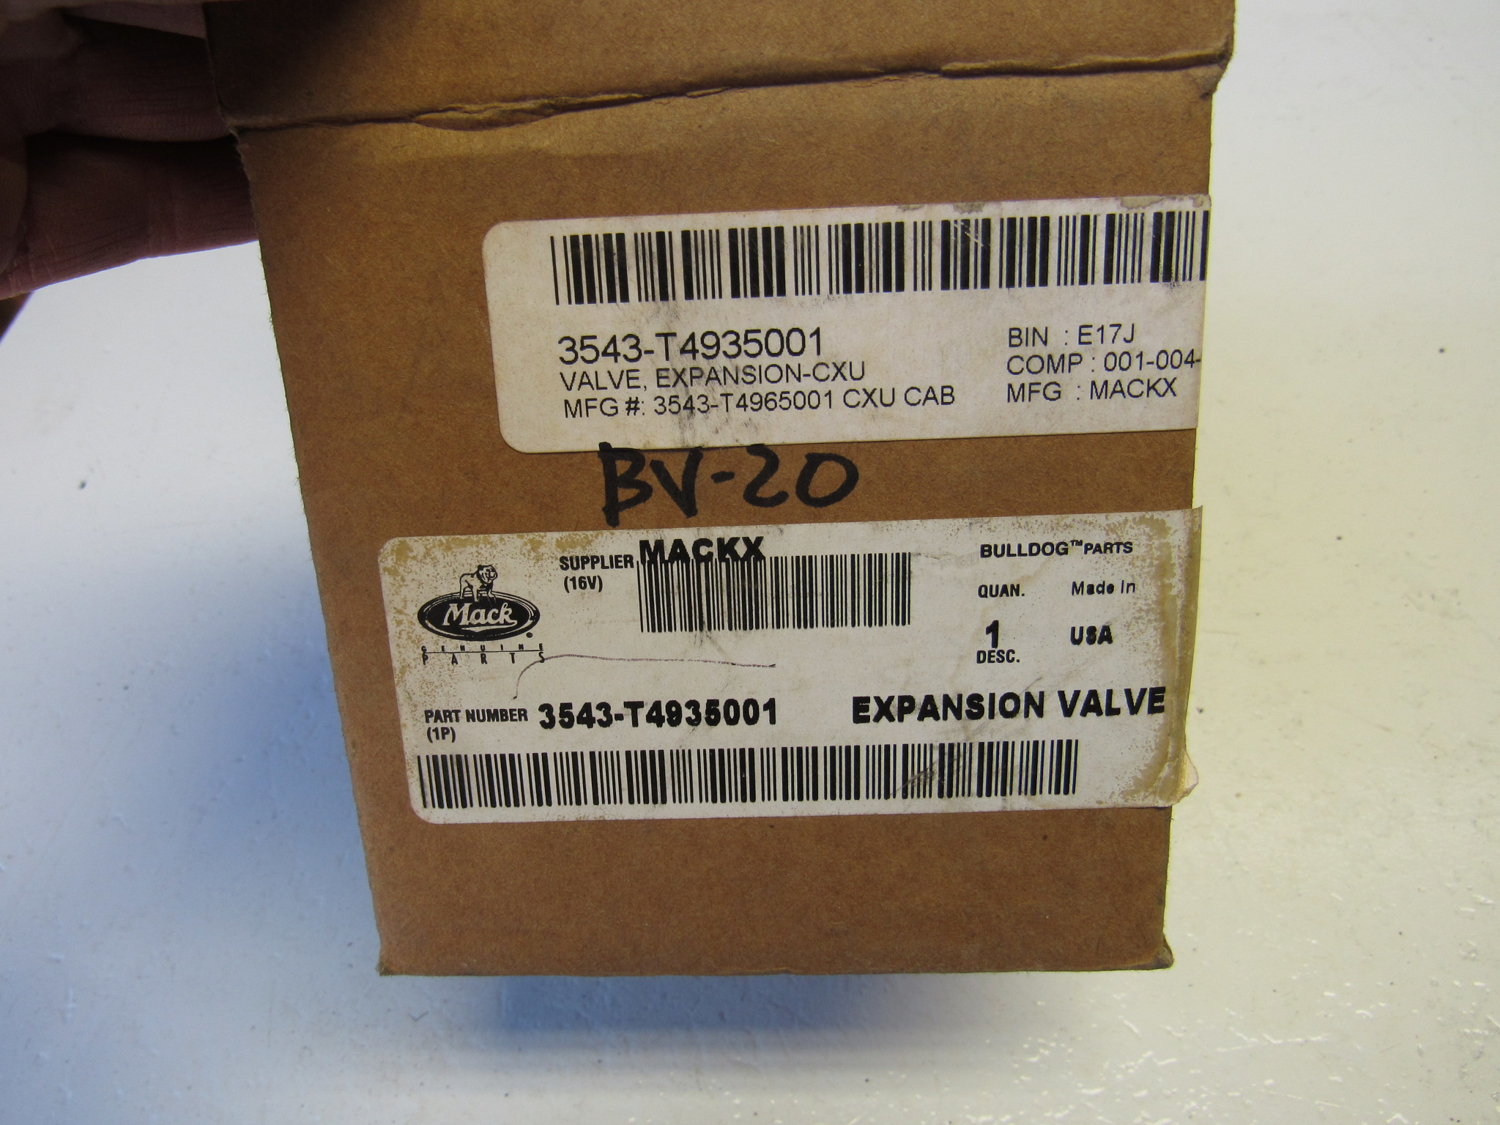 3543-T4935001
VALVE, EXPANSION-CXU
MFG #: 3543-T4965001 CXU CAB
BIN : E17J
COMP : 001-004-
MFG : MACKX
BV-20
Mack
GENUINE
PARTS
SUPPLIER MACKX
(16V)
BULLDOG™ PARTS
QUAN. Made In
1 USA
DESC.
PART NUMBER 3543-T4935001 EXPANSION VALVE
(1P)